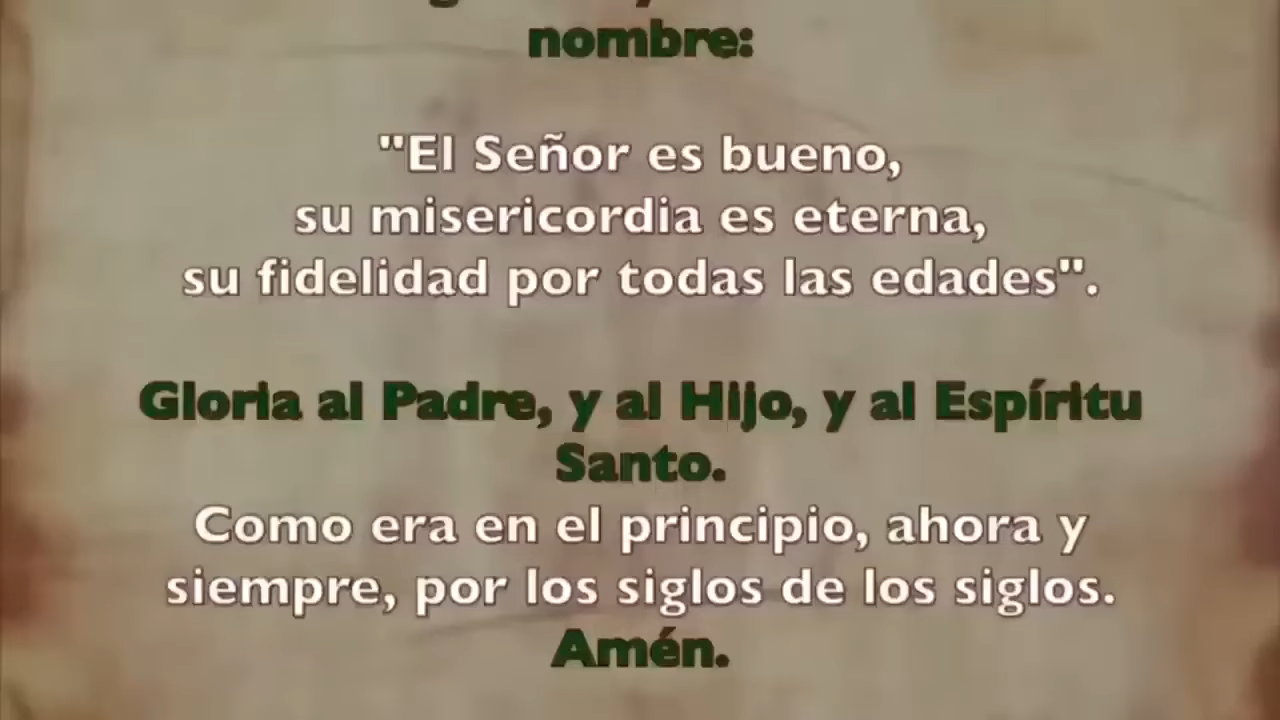 nombre:
"El Señor es bueno,
su misericordia es eterna,
su fidelidad por todas las edades".
Gloria al Padre, y al Hijo, y al Espíritu
Santo.
Como era en el principio, ahora y
siempre, por los siglos de los siglos.
Amén.